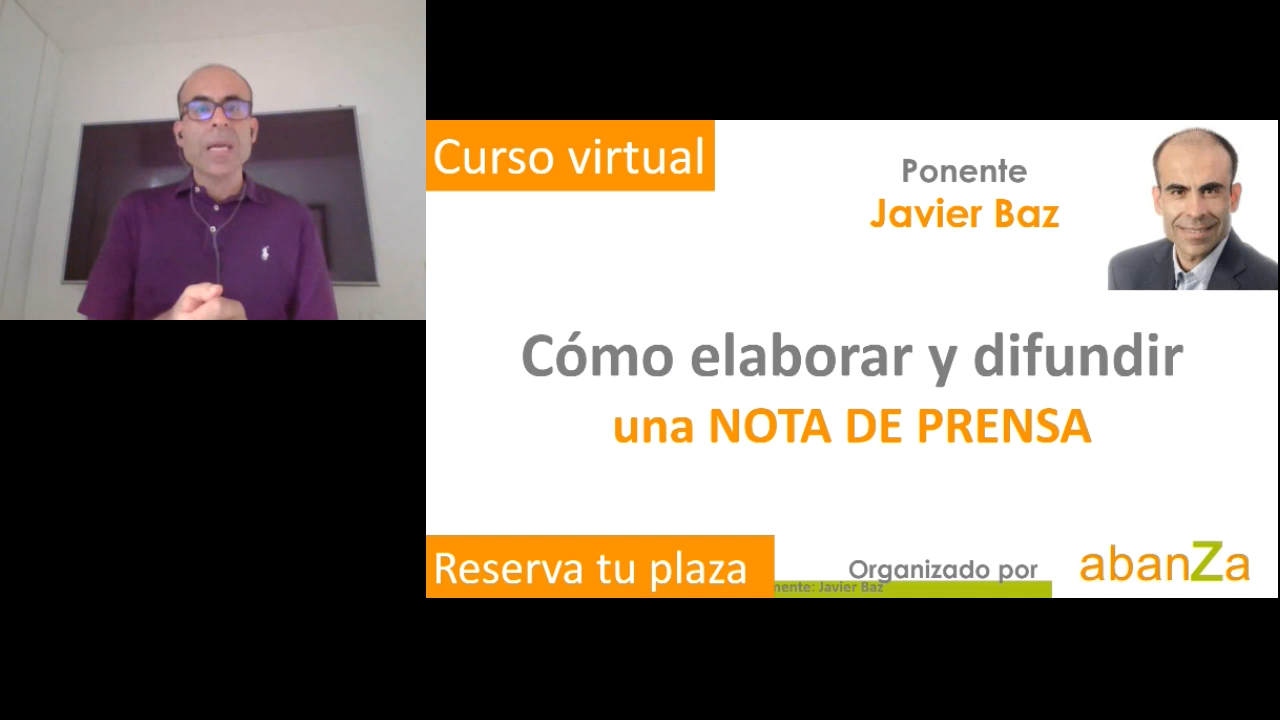 Curso virtual
Ponente
Javier Baz
Cómo elaborar y difundir
una NOTA DE PRENSA
Reserva tu plaza
Organizado por
abanZa
Javier Baz